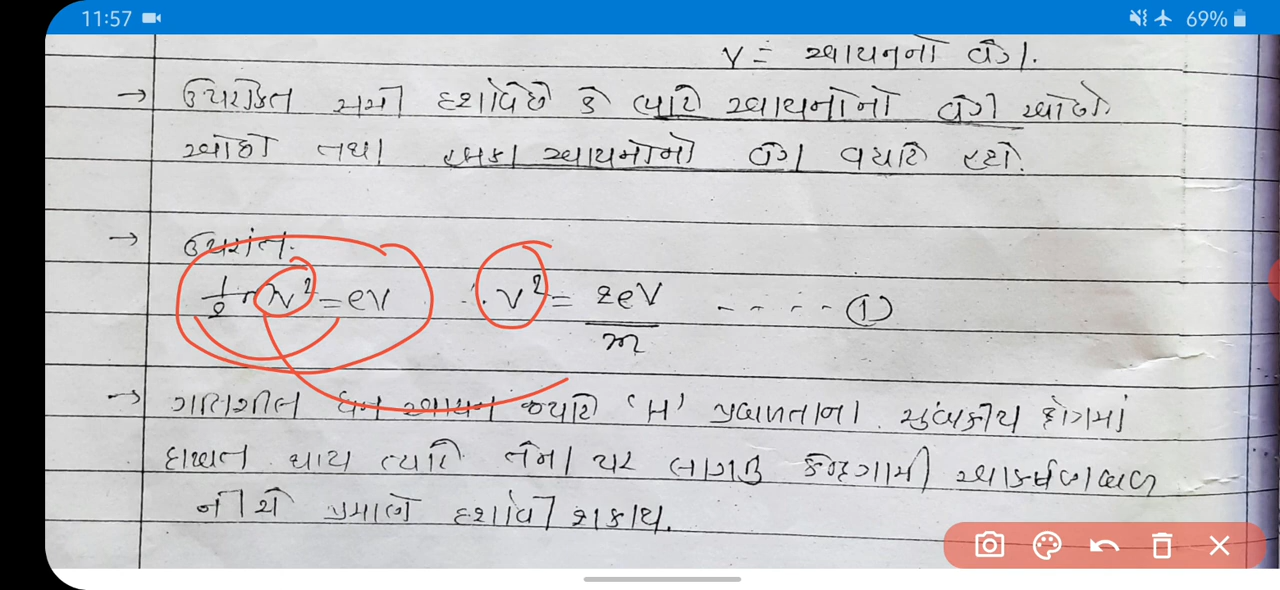 11:57 69%
V = આયનનો વેગ.
→ ઉપરોક્ત સમી દર્શાવે છે કે ભારે આયનોનો વેગ ઓછો
ઓછો તથા હલકા આયનોનો વેગ વધારે હશે.
→ ઉપરાંત.
½mv² = eV ∴ v² = 2eV/m - - - - - ①
→ ગતિશીલ ધન આયન જ્યારે 'H' પ્રબળતાના ચુંબકીય ક્ષેત્રમાં
દાખલ થાય ત્યારે તેના પર લાગતુ કેન્દ્રગામી આકર્ષણબળ
નીચે પ્રમાણે દર્શાવી શકાય.